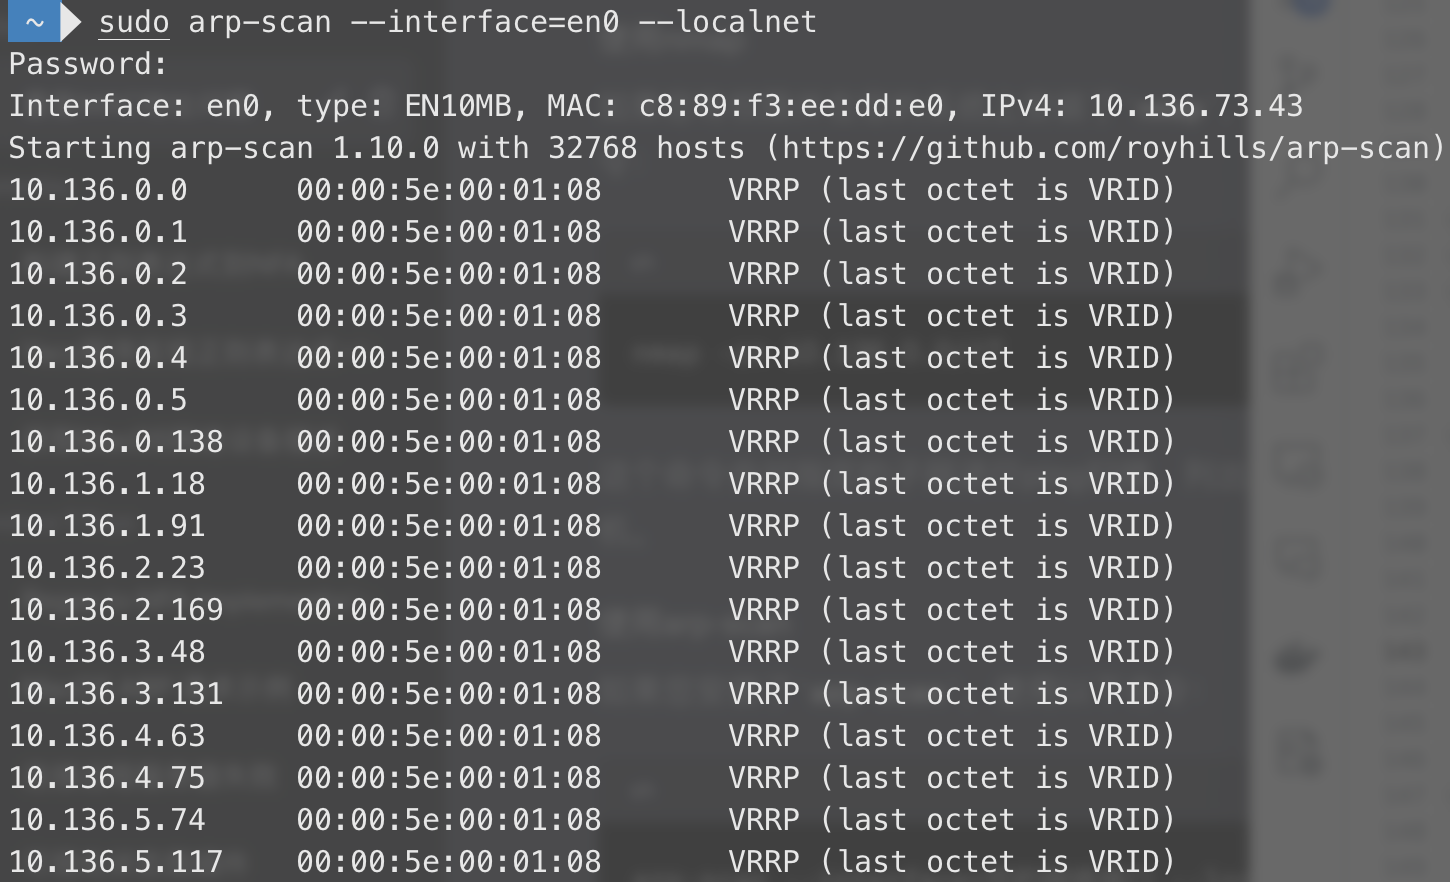 ~ sudo arp-scan --interface=en0 --localnet
Password:
Interface: en0, type: EN10MB, MAC: c8:89:f3:ee:dd:e0, IPv4: 10.136.73.43
Starting arp-scan 1.10.0 with 32768 hosts (https://github.com/royhills/arp-scan)
10.136.0.0 00:00:5e:00:01:08 VRRP (last octet is VRID)
10.136.0.1 00:00:5e:00:01:08 VRRP (last octet is VRID)
10.136.0.2 00:00:5e:00:01:08 VRRP (last octet is VRID)
10.136.0.3 00:00:5e:00:01:08 VRRP (last octet is VRID)
10.136.0.4 00:00:5e:00:01:08 VRRP (last octet is VRID)
10.136.0.5 00:00:5e:00:01:08 VRRP (last octet is VRID)
10.136.0.138 00:00:5e:00:01:08 VRRP (last octet is VRID)
10.136.1.18 00:00:5e:00:01:08 VRRP (last octet is VRID)
10.136.1.91 00:00:5e:00:01:08 VRRP (last octet is VRID)
10.136.2.23 00:00:5e:00:01:08 VRRP (last octet is VRID)
10.136.2.169 00:00:5e:00:01:08 VRRP (last octet is VRID)
10.136.3.48 00:00:5e:00:01:08 VRRP (last octet is VRID)
10.136.3.131 00:00:5e:00:01:08 VRRP (last octet is VRID)
10.136.4.63 00:00:5e:00:01:08 VRRP (last octet is VRID)
10.136.4.75 00:00:5e:00:01:08 VRRP (last octet is VRID)
10.136.5.74 00:00:5e:00:01:08 VRRP (last octet is VRID)
10.136.5.117 00:00:5e:00:01:08 VRRP (last octet is VRID)